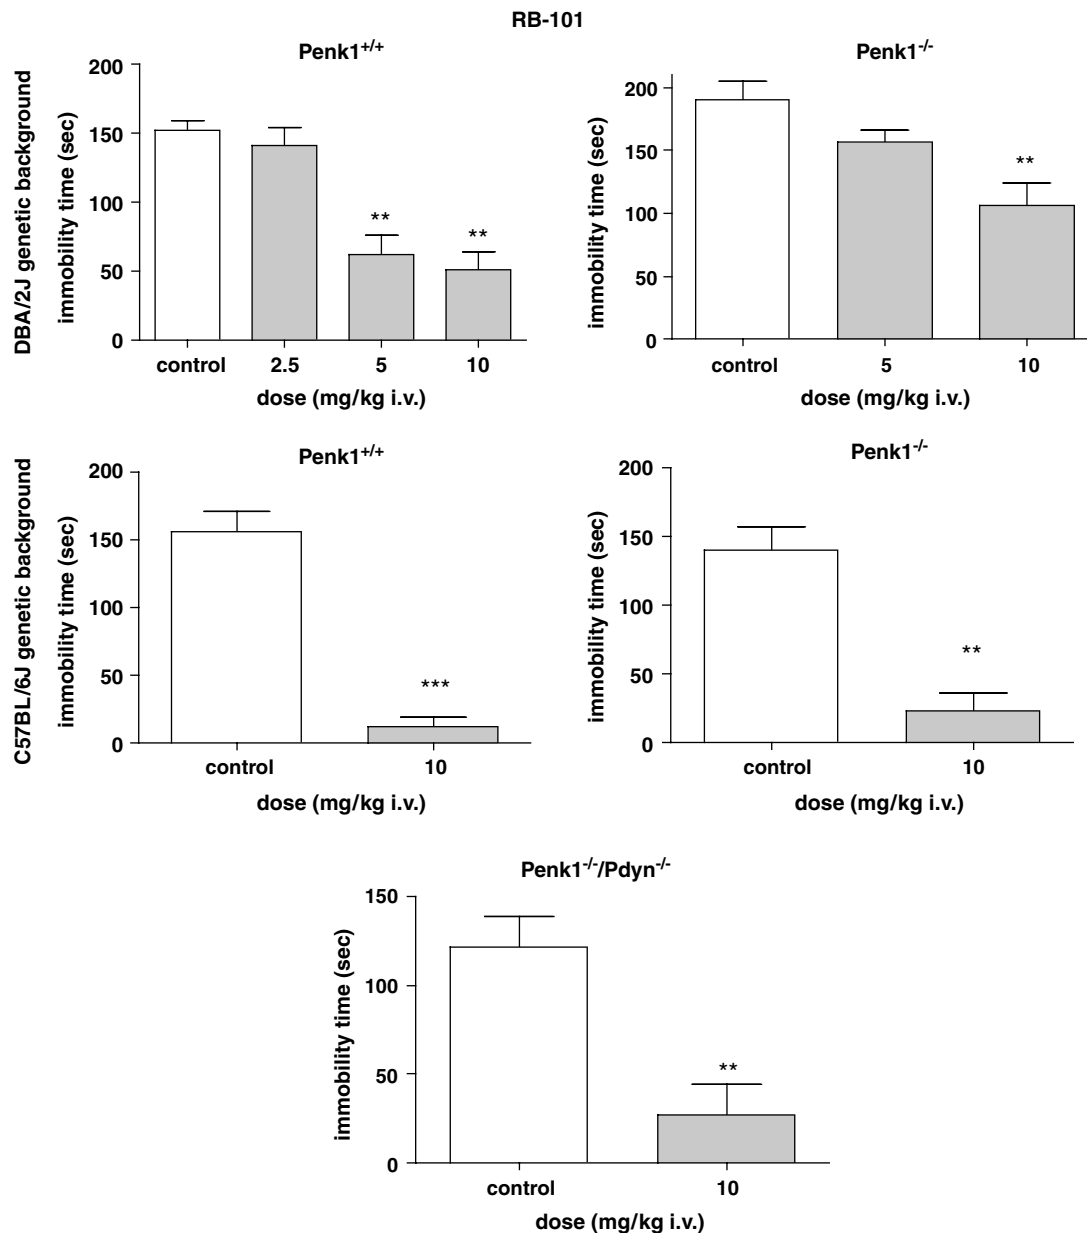 RB-101
DBA/2J genetic background
Penk1+/+
immobility time (sec)
200
150
100
50
0
**
**
control 2.5 5 10
dose (mg/kg i.v.)
Penk1-/-
immobility time (sec)
200
150
100
50
0
**
control 5 10
dose (mg/kg i.v.)
C57BL/6J genetic background
Penk1+/+
immobility time (sec)
200
150
100
50
0
***
control 10
dose (mg/kg i.v.)
Penk1-/-
immobility time (sec)
200
150
100
50
0
**
control 10
dose (mg/kg i.v.)
Penk1-/-/Pdyn-/-
immobility time (sec)
150
100
50
0
**
control 10
dose (mg/kg i.v.)